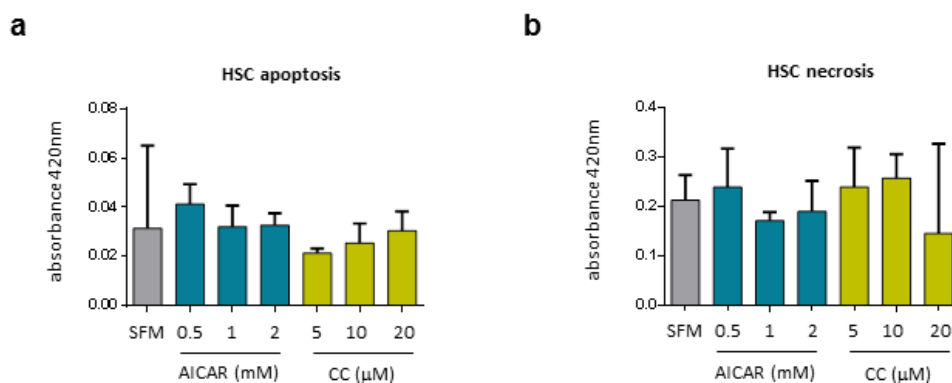 a
HSC apoptosis
absorbance 420nm
0.08
0.06
0.04
0.02
0.00
SFM 0.5 1 2 5 10 20
AICAR (mM) CC (µM)
b
HSC necrosis
absorbance 420nm
0.4
0.3
0.2
0.1
0.0
SFM 0.5 1 2 5 10 20
AICAR (mM) CC (µM)